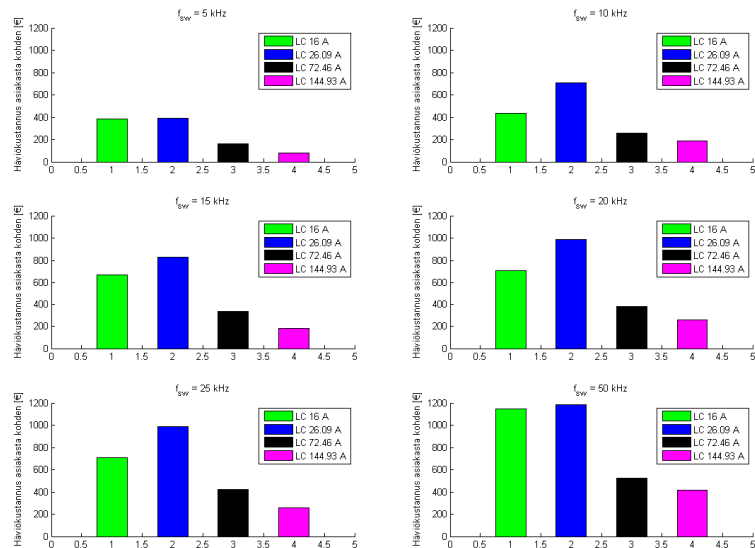 f_sw = 5 kHz
Häviökustannus asiakasta kohden [€]
1200
1000
800
600
400
200
0
LC 16 A
LC 26.09 A
LC 72.46 A
LC 144.93 A
0 0.5 1 1.5 2 2.5 3 3.5 4 4.5 5
f_sw = 10 kHz
Häviökustannus asiakasta kohden [€]
1200
1000
800
600
400
200
0
LC 16 A
LC 26.09 A
LC 72.46 A
LC 144.93 A
0 0.5 1 1.5 2 2.5 3 3.5 4 4.5 5
f_sw = 15 kHz
Häviökustannus asiakasta kohden [€]
1200
1000
800
600
400
200
0
LC 16 A
LC 26.09 A
LC 72.46 A
LC 144.93 A
0 0.5 1 1.5 2 2.5 3 3.5 4 4.5 5
f_sw = 20 kHz
Häviökustannus asiakasta kohden [€]
1200
1000
800
600
400
200
0
LC 16 A
LC 26.09 A
LC 72.46 A
LC 144.93 A
0 0.5 1 1.5 2 2.5 3 3.5 4 4.5 5
f_sw = 25 kHz
Häviökustannus asiakasta kohden [€]
1200
1000
800
600
400
200
0
LC 16 A
LC 26.09 A
LC 72.46 A
LC 144.93 A
0 0.5 1 1.5 2 2.5 3 3.5 4 4.5 5
f_sw = 50 kHz
Häviökustannus asiakasta kohden [€]
1200
1000
800
600
400
200
0
LC 16 A
LC 26.09 A
LC 72.46 A
LC 144.93 A
0 0.5 1 1.5 2 2.5 3 3.5 4 4.5 5